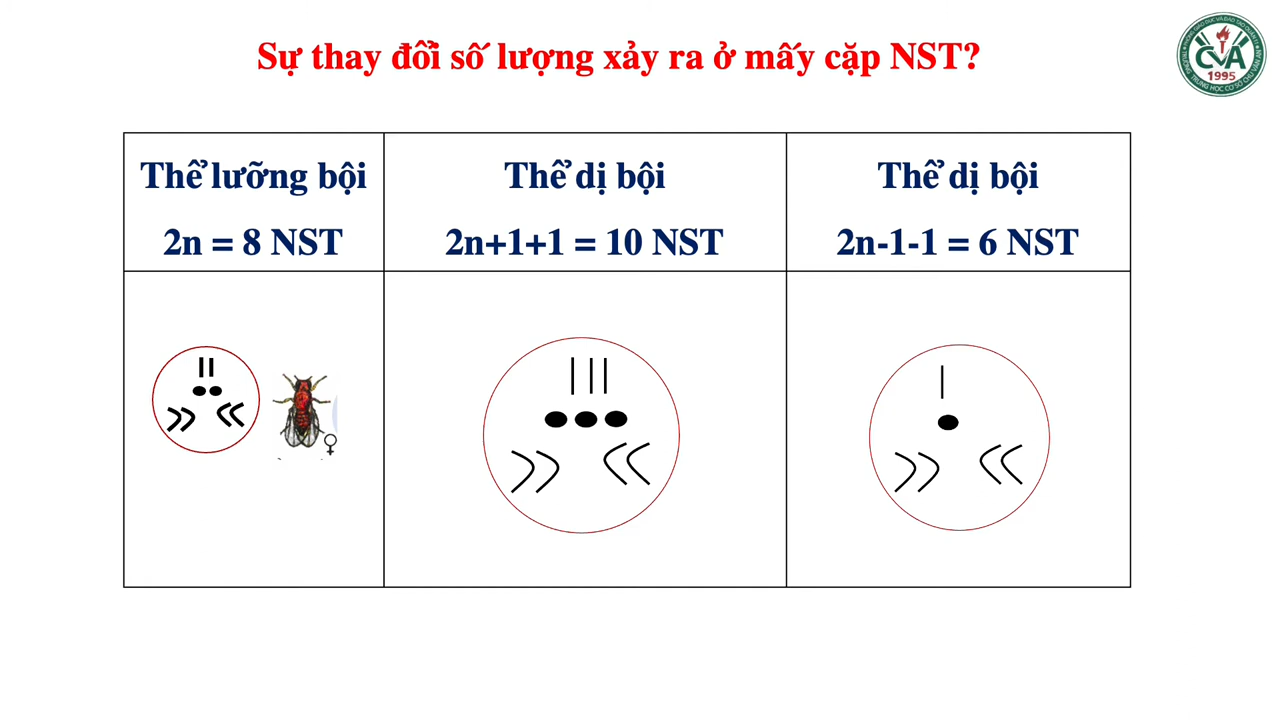 Sự thay đổi số lượng xảy ra ở mấy cặp NST?
CVA
1995
Thể lưỡng bội
2n = 8 NST
Thể dị bội
2n+1+1 = 10 NST
Thể dị bội
2n-1-1 = 6 NST
♀